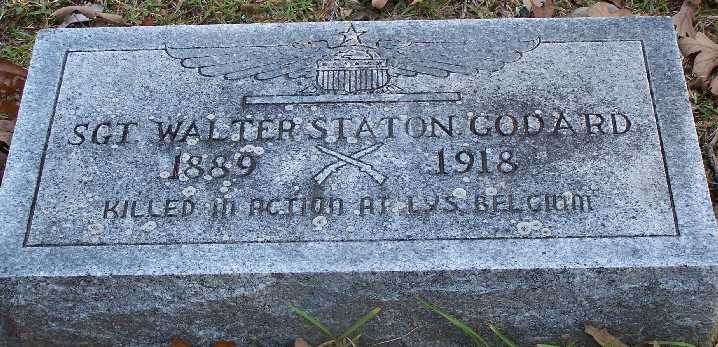 SGT. WALTER STATON GODARD
1889 1918
KILLED IN ACTION AT LYS, BELGIUM